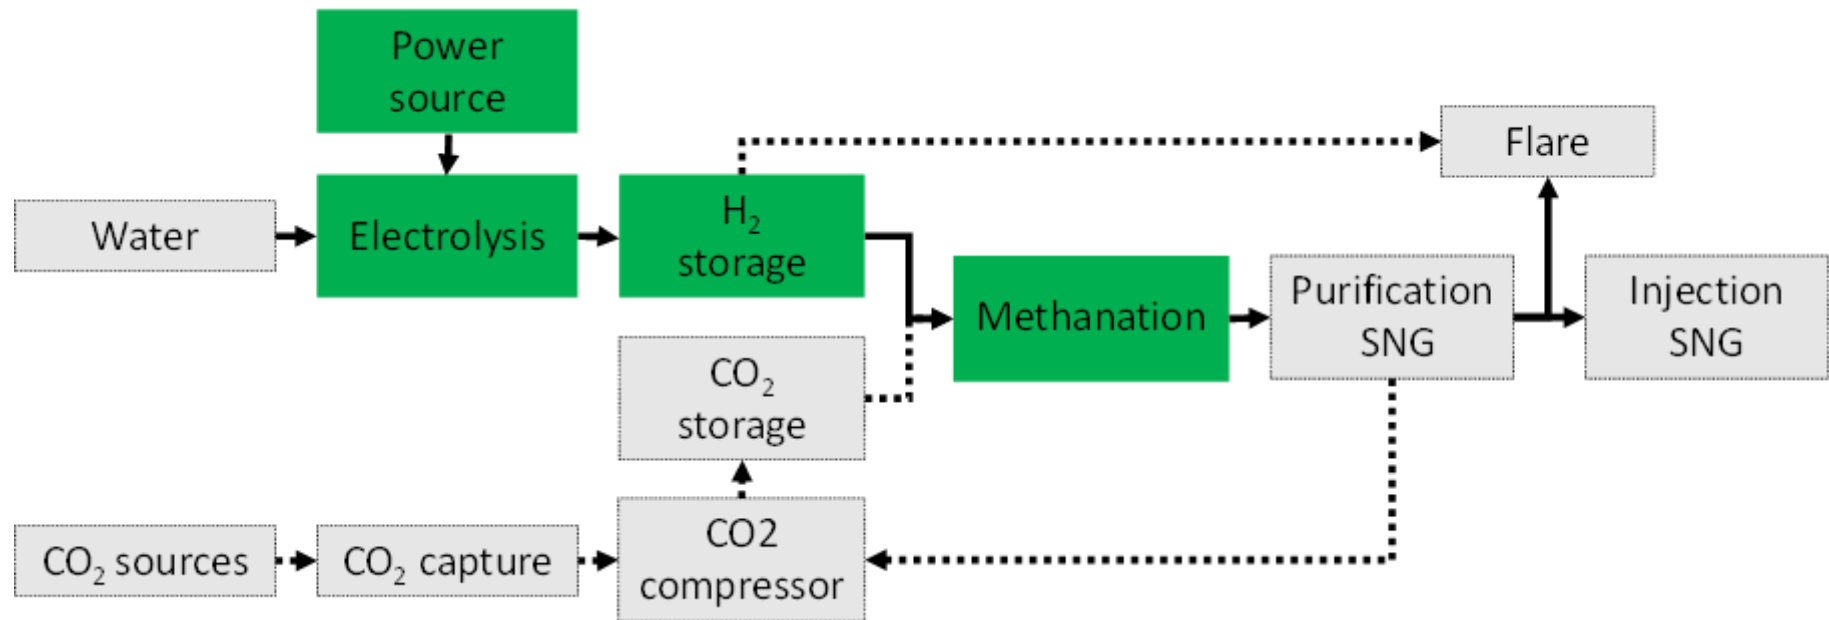 Power
source
Flare
Water
Electrolysis
H₂
storage
Methanation
Purification
SNG
Injection
SNG
CO₂
storage
CO₂ sources
CO₂ capture
CO2
compressor